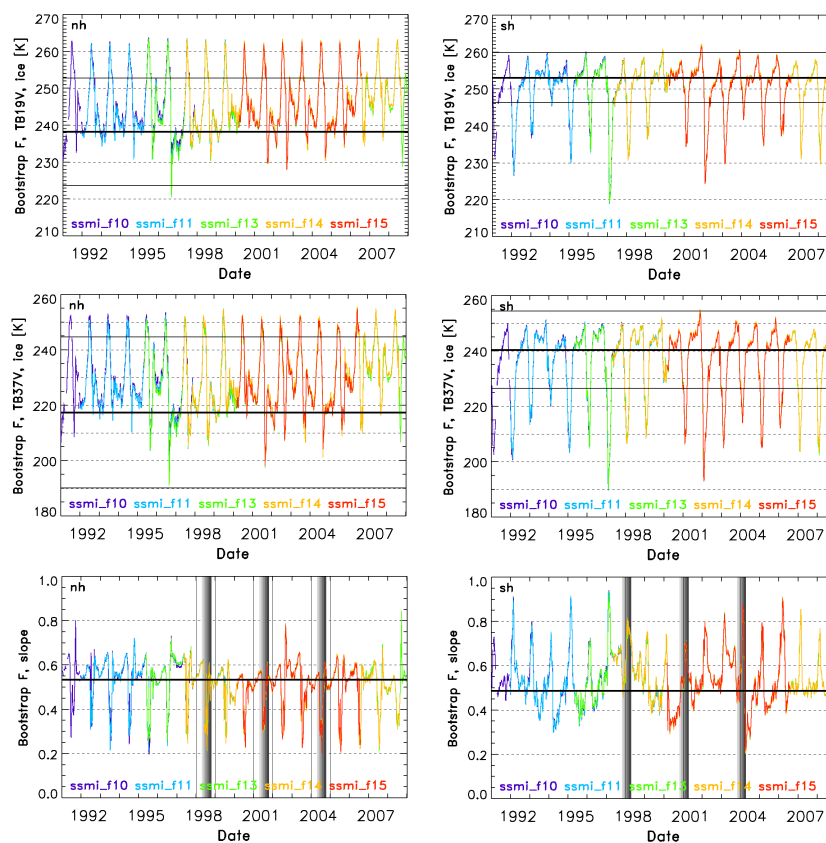 nh
Bootstrap F, TB19V, ice [K]
270
260
250
240
230
220
210
ssmi_f10 ssmi_f11 ssmi_f13 ssmi_f14 ssmi_f15
1992 1995 1998 2001 2004 2007
Date
sh
Bootstrap F, TB19V, ice [K]
270
260
250
240
230
220
210
ssmi_f10 ssmi_f11 ssmi_f13 ssmi_f14 ssmi_f15
1992 1995 1998 2001 2004 2007
Date
nh
Bootstrap F, TB37V, ice [K]
260
240
220
200
180
ssmi_f10 ssmi_f11 ssmi_f13 ssmi_f14 ssmi_f15
1992 1995 1998 2001 2004 2007
Date
sh
Bootstrap F, TB37V, ice [K]
260
240
220
200
180
ssmi_f10 ssmi_f11 ssmi_f13 ssmi_f14 ssmi_f15
1992 1995 1998 2001 2004 2007
Date
nh
Bootstrap F, slope
1.0
0.8
0.6
0.4
0.2
0.0
ssmi_f10 ssmi_f11 ssmi_f13 ssmi_f14 ssmi_f15
1992 1995 1998 2001 2004 2007
Date
sh
Bootstrap F, slope
1.0
0.8
0.6
0.4
0.2
0.0
ssmi_f10 ssmi_f11 ssmi_f13 ssmi_f14 ssmi_f15
1992 1995 1998 2001 2004 2007
Date